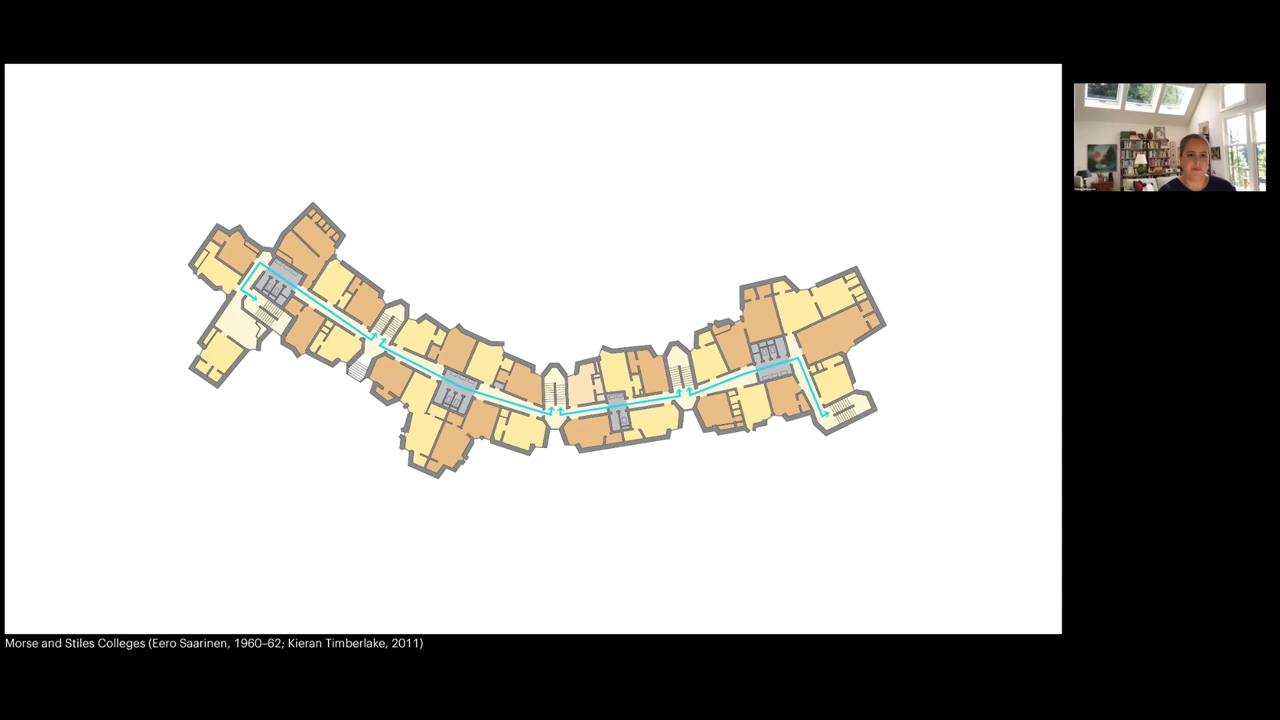 Morse and Stiles Colleges (Eero Saarinen, 1960–62; Kieran Timberlake, 2011)